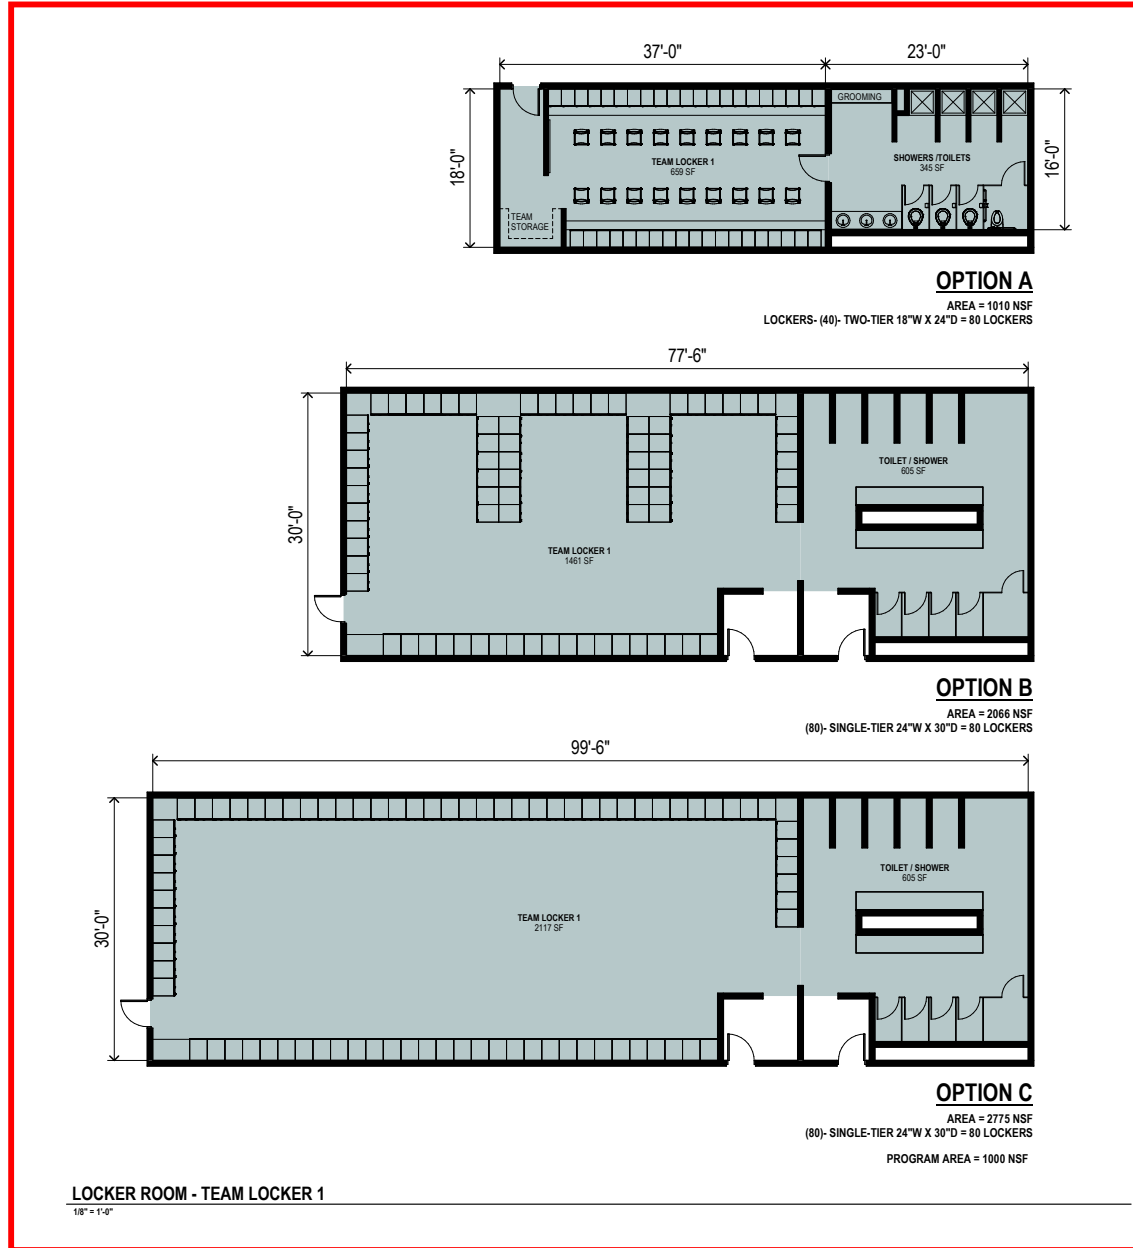 37'-0"
23'-0"
18'-0"
16'-0"
GROOMING
TEAM LOCKER 1
659 SF
SHOWERS /TOILETS
345 SF
TEAM
STORAGE
OPTION A
AREA = 1010 NSF
LOCKERS- (40)- TWO-TIER 18"W X 24"D = 80 LOCKERS
77'-6"
30'-0"
TOILET / SHOWER
605 SF
TEAM LOCKER 1
1461 SF
OPTION B
AREA = 2066 NSF
(80)- SINGLE-TIER 24"W X 30"D = 80 LOCKERS
99'-6"
30'-0"
TOILET / SHOWER
605 SF
TEAM LOCKER 1
2117 SF
OPTION C
AREA = 2775 NSF
(80)- SINGLE-TIER 24"W X 30"D = 80 LOCKERS
PROGRAM AREA = 1000 NSF
LOCKER ROOM - TEAM LOCKER 1
1/8" = 1'-0"